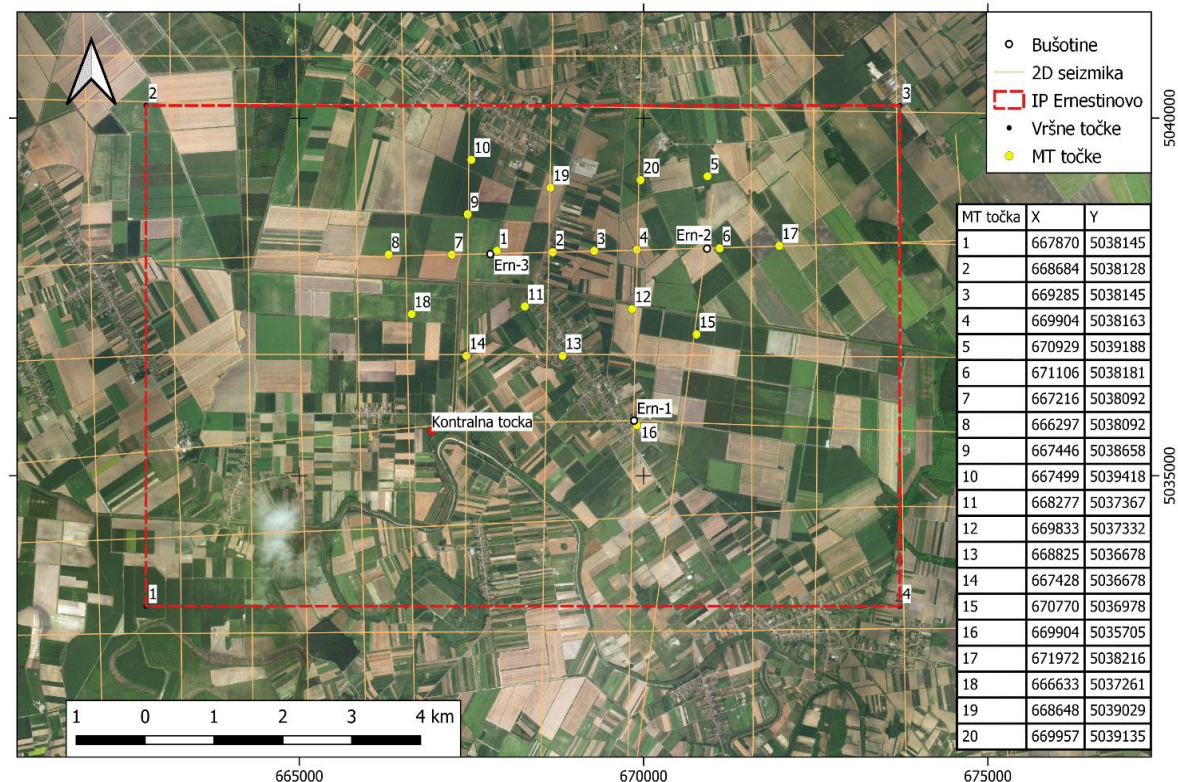 Bušotine
2D seizmika
IP Ernestinovo
Vršne točke
MT točke
2
3
5040000
10
19
20
5
9
8
7
1
Ern-3
2
3
4
Ern-2
6
17
18
11
12
15
14
13
Kontralna tocka
Ern-1
16
5035000
1
4
MT točka X Y
1 667870 5038145
2 668684 5038128
3 669285 5038145
4 669904 5038163
5 670929 5039188
6 671106 5038181
7 667216 5038092
8 666297 5038092
9 667446 5038658
10 667499 5039418
11 668277 5037367
12 669833 5037332
13 668825 5036678
14 667428 5036678
15 670770 5036978
16 669904 5035705
17 671972 5038216
18 666633 5037261
19 668648 5039029
20 669957 5039135
1 0 1 2 3 4 km
665000 670000 675000